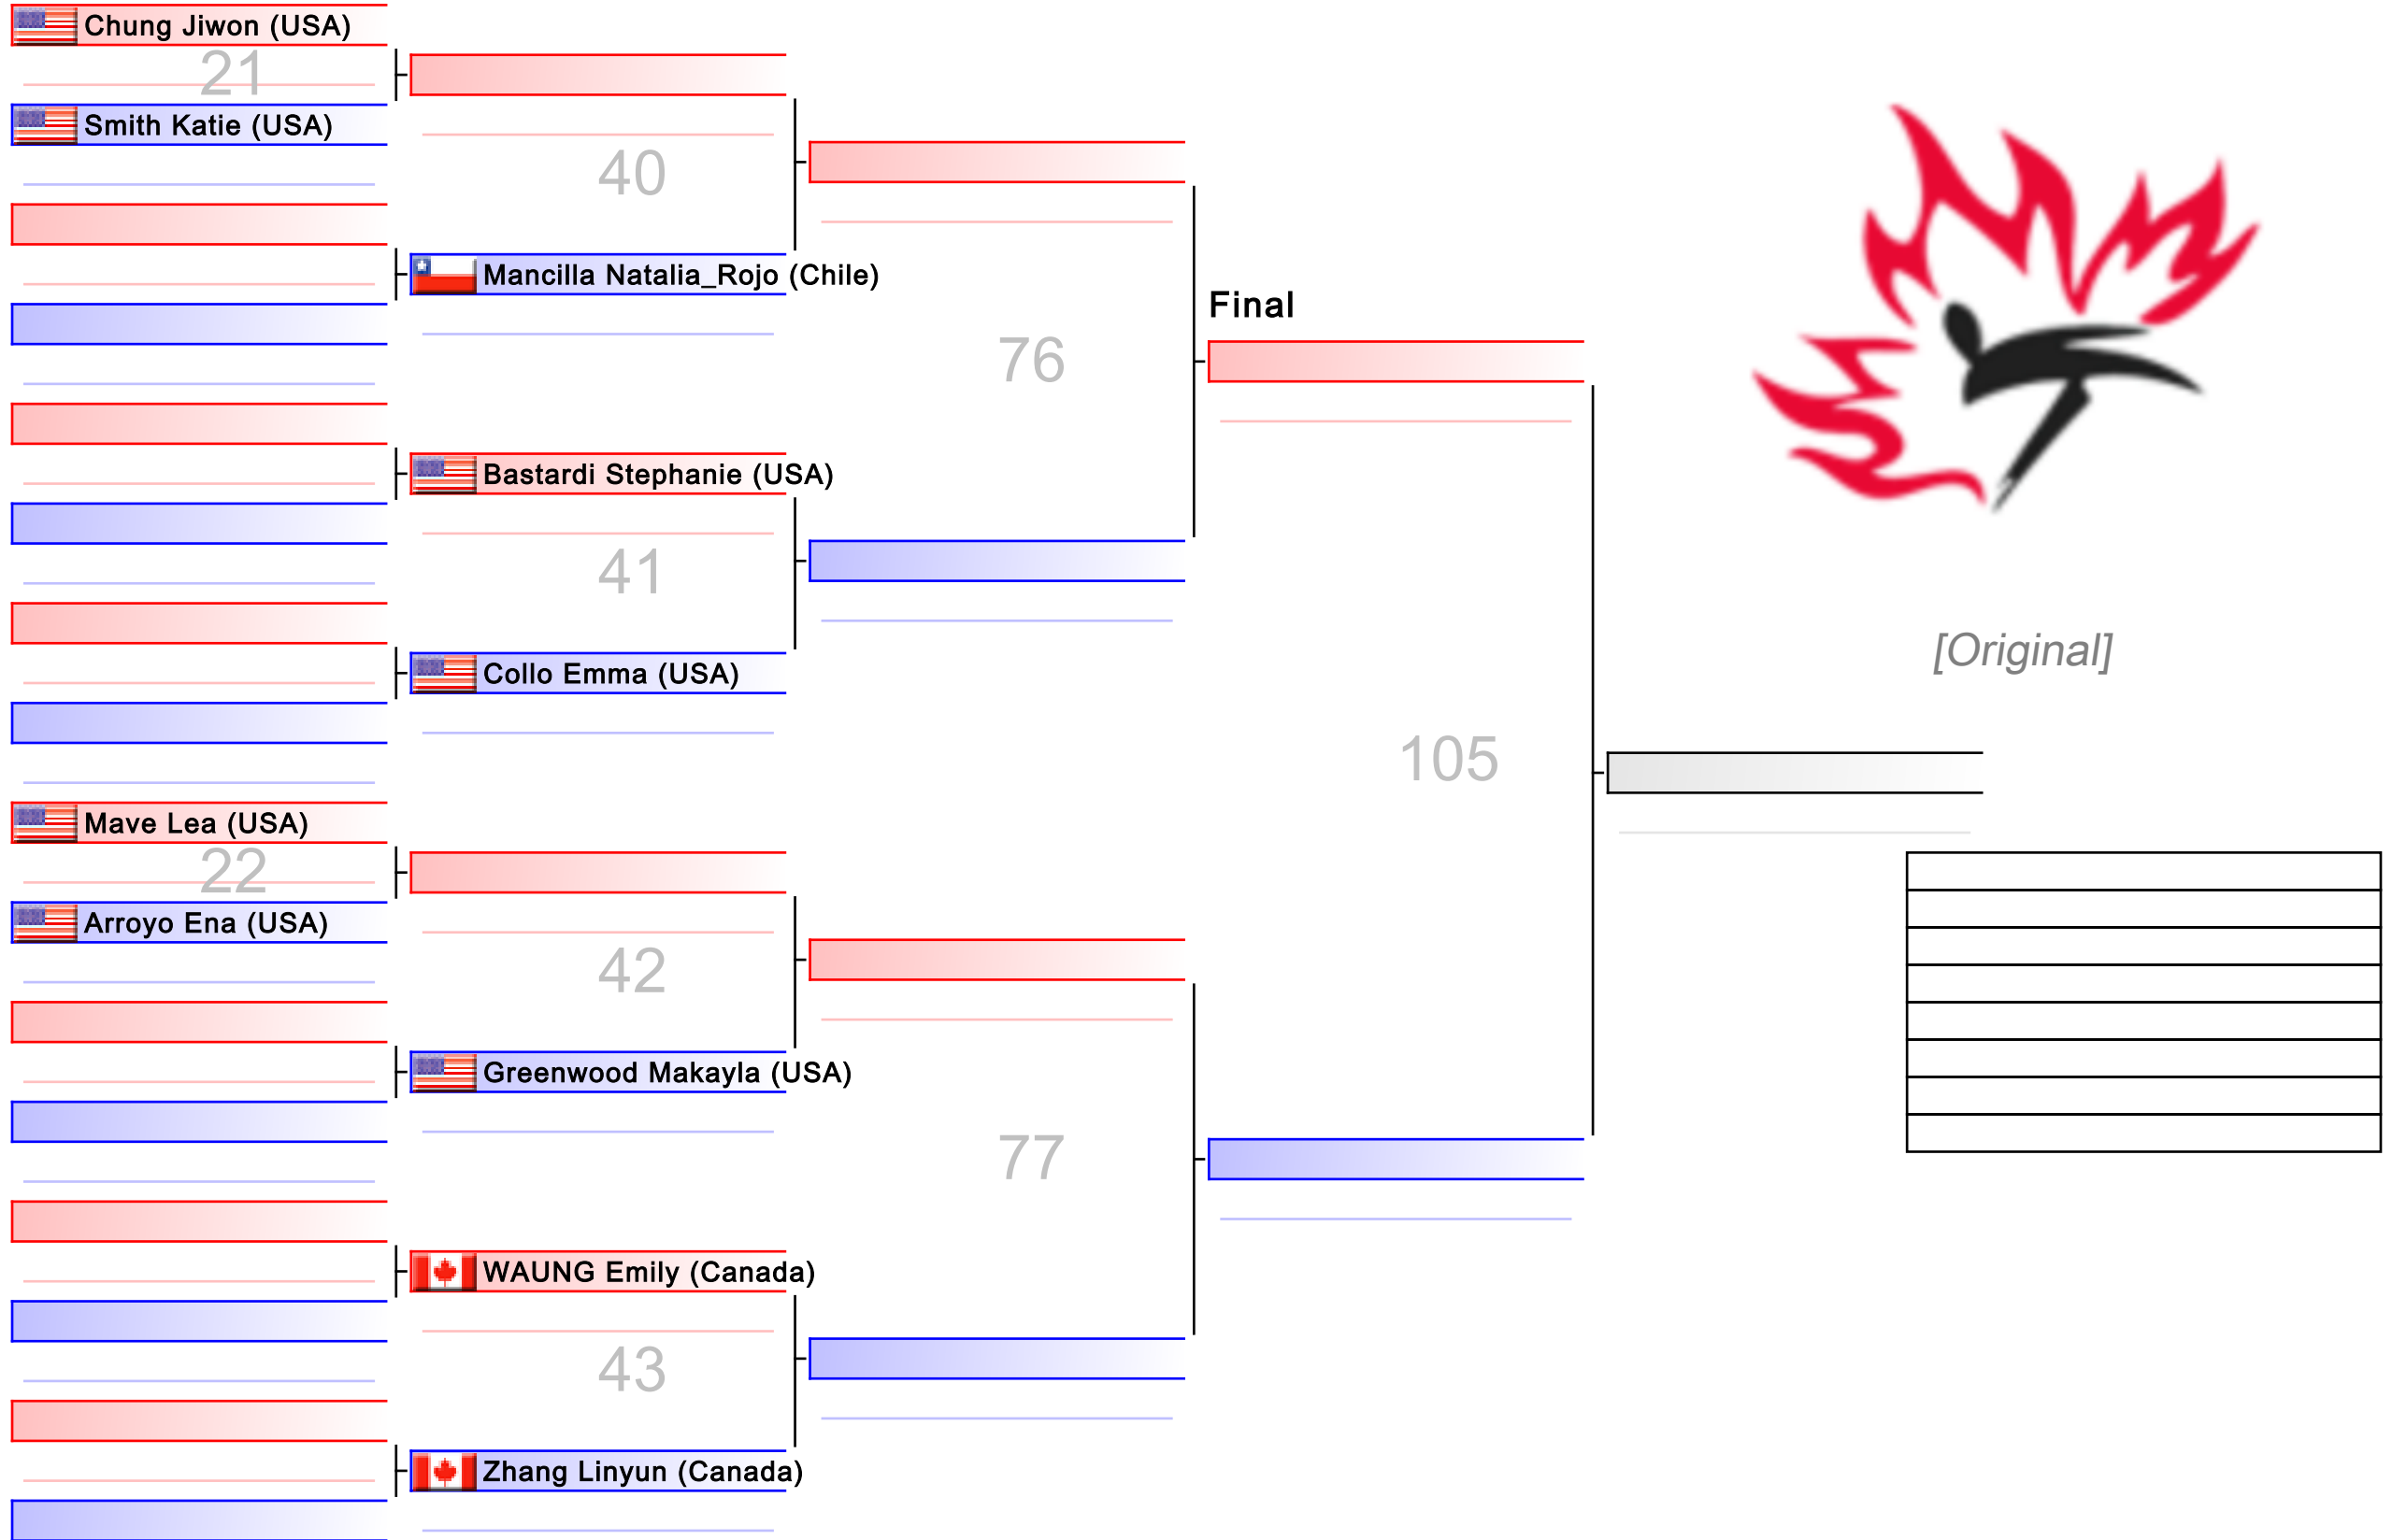 Chung Jiwon (USA)
21
Smith Katie (USA)
40
Mancilla Natalia_Rojo (Chile)
Final
76
Bastardi Stephanie (USA)
41
[Original]
Collo Emma (USA)
105
Mave Lea (USA)
22
Arroyo Ena (USA)
42
Greenwood Makayla (USA)
77
WAUNG Emily (Canada)
43
Zhang Linyun (Canada)